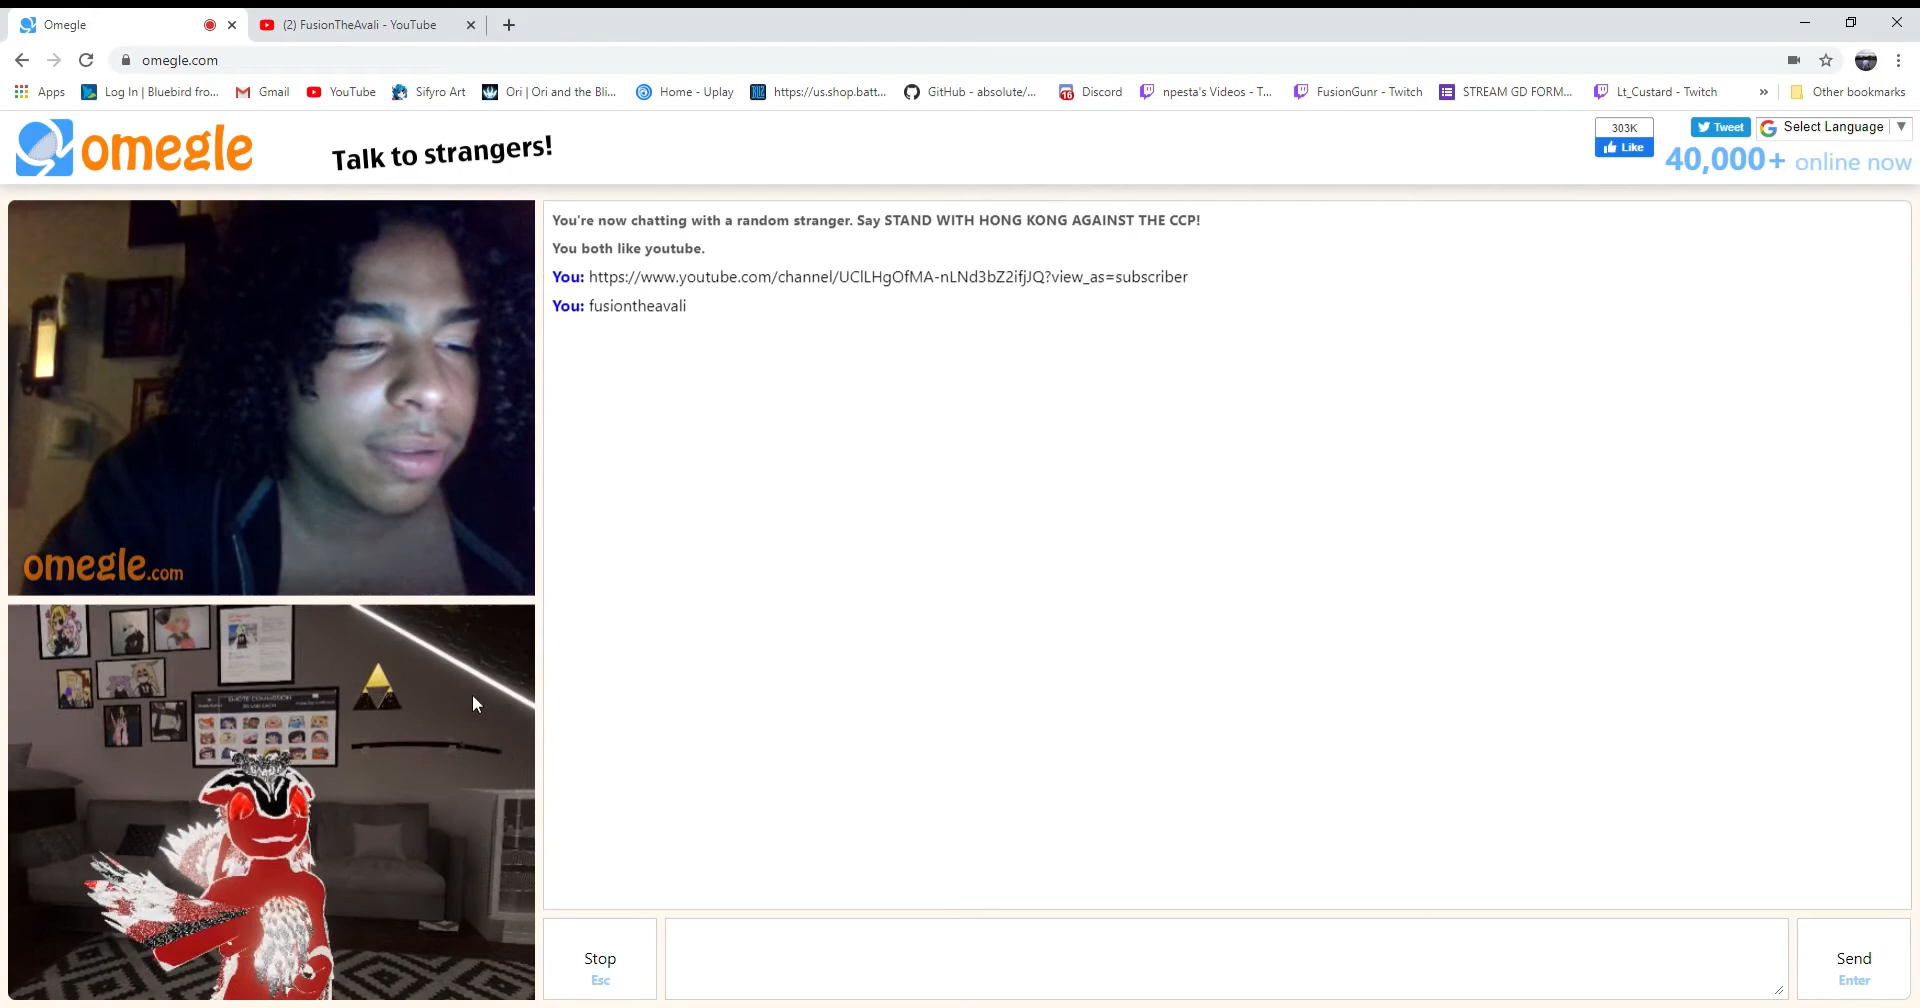 Omegle
(2) FusionTheAvali - YouTube
omegle.com
Apps
Log In | Bluebird fro...
Gmail
YouTube
Sifyro Art
Ori | Ori and the Bli...
Home - Uplay
https://us.shop.batt...
GitHub - absolute/...
16
Discord
npesta's Videos - T...
FusionGunr - Twitch
STREAM GD FORM...
Lt_Custard - Twitch
»
Other bookmarks
omegle
Talk to strangers!
303K
Like
Tweet
Select Language
40,000+ online now
You're now chatting with a random stranger. Say STAND WITH HONG KONG AGAINST THE CCP!
You both like youtube.
You: https://www.youtube.com/channel/UClLHgOfMA-nLNd3bZ2ifjJQ?view_as=subscriber
You: fusiontheavali
omegle.com
EMOTE COMMISSION
Stop
Esc
Send
Enter